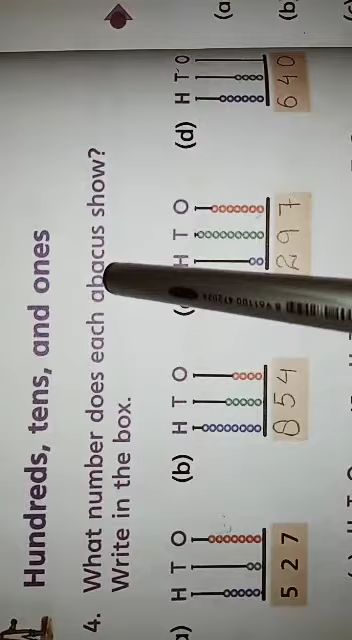 Hundreds, tens, and ones
4. What number does each abacus show?
Write in the box.
a) H T O
(b) H T O
H T O
(d) H T O
5 2 7
8 5 4
2 9 7
6 4 0
(a
(b